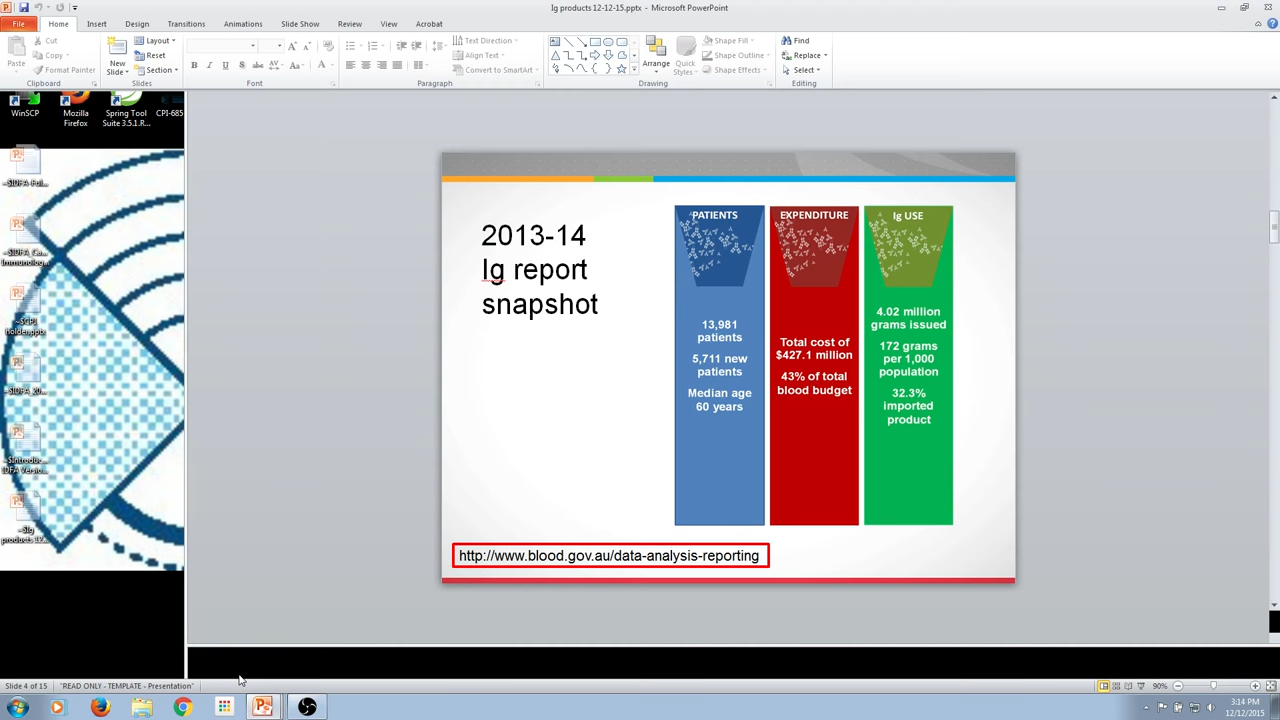 Ig products 12-12-15.pptx - Microsoft PowerPoint
File Home Insert Design Transitions Animations Slide Show Review View Acrobat
Cut
Copy
Format Painter
Paste
Clipboard
New
Slide
Layout
Reset
Section
Slides
B I U S abc AV Aa A
Font
Text Direction
Align Text
Convert to SmartArt
Paragraph
Arrange
Quick
Styles
Shape Fill
Shape Outline
Shape Effects
Drawing
Find
Replace
Select
Editing
WinSCP
Mozilla
Firefox
Spring Tool
Suite 3.5.1.R...
CPI-685
2013-14
Ig report
snapshot
PATIENTS
13,981
patients
5,711 new
patients
Median age
60 years
EXPENDITURE
Total cost of
$427.1 million
43% of total
blood budget
Ig USE
4.02 million
grams issued
172 grams
per 1,000
population
32.3%
imported
product
http://www.blood.gov.au/data-analysis-reporting
Slide 4 of 15
"READ ONLY - TEMPLATE - Presentation"
90%
3:14 PM
12/12/2015